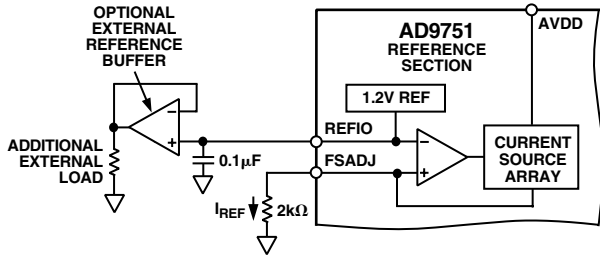 OPTIONAL
EXTERNAL
REFERENCE
BUFFER
AD9751
REFERENCE
SECTION
AVDD
1.2V REF
REFIO
ADDITIONAL
EXTERNAL
LOAD
0.1µF
FSADJ
CURRENT
SOURCE
ARRAY
IREF
2kΩ